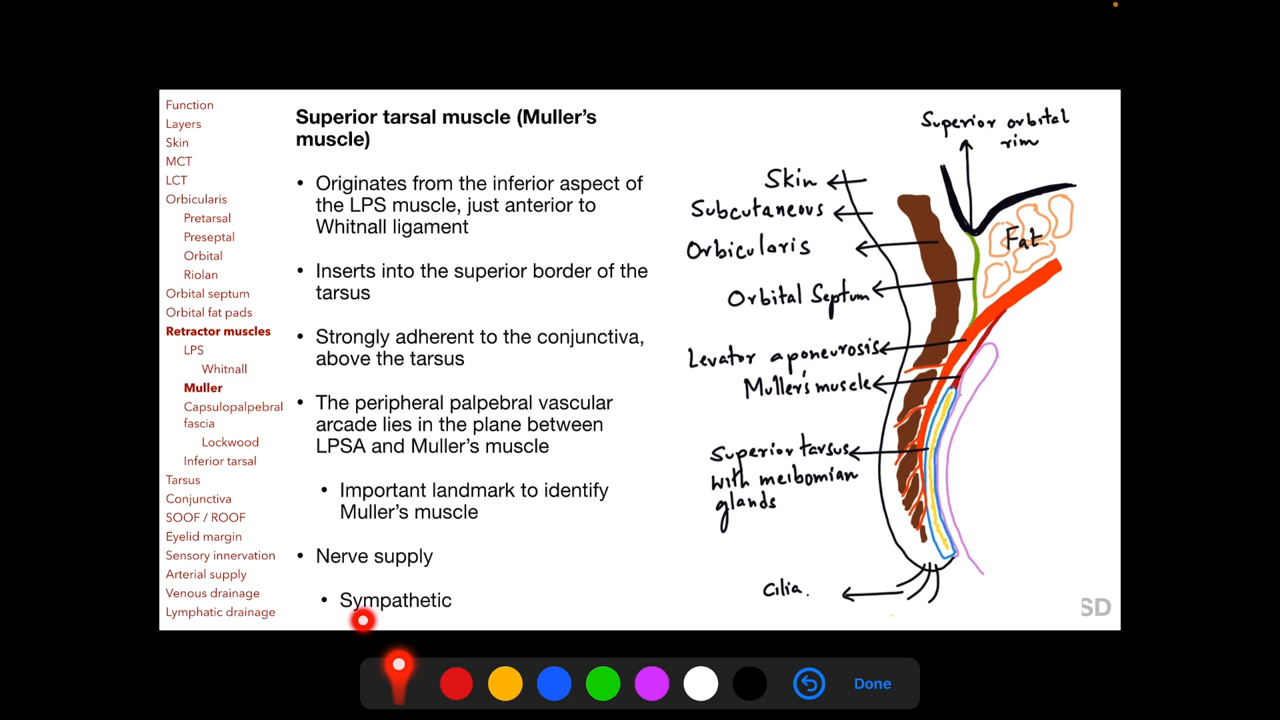 Function
Layers
Skin
MCT
LCT
Orbicularis
Pretarsal
Preseptal
Orbital
Riolan
Orbital septum
Orbital fat pads
Retractor muscles
LPS
Whitnall
Muller
Capsulopalpebral
fascia
Lockwood
Inferior tarsal
Tarsus
Conjunctiva
SOOF / ROOF
Eyelid margin
Sensory innervation
Arterial supply
Venous drainage
Lymphatic drainage
Superior tarsal muscle (Muller's
muscle)
• Originates from the inferior aspect of
the LPS muscle, just anterior to
Whitnall ligament
• Inserts into the superior border of the
tarsus
• Strongly adherent to the conjunctiva,
above the tarsus
• The peripheral palpebral vascular
arcade lies in the plane between
LPSA and Muller's muscle
• Important landmark to identify
Muller's muscle
• Nerve supply
• Sympathetic
Superior orbital
rim
Skin
Subcutaneous
Orbicularis
Fat
Orbital Septum
Levator aponeurosis
Muller's muscle
Superior tarsus
with meibomian
glands
Cilia.
SD
Done